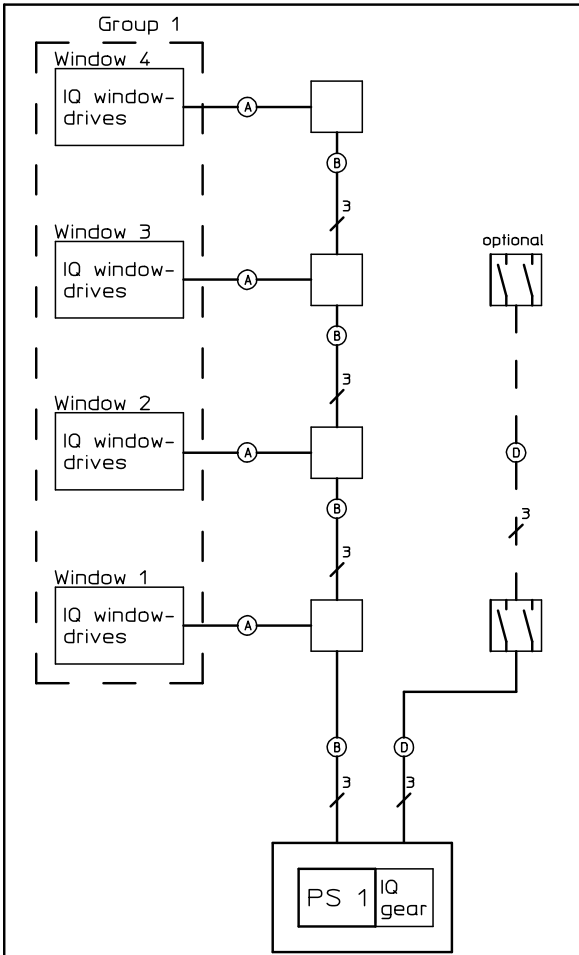 Group 1
Window 4
IQ window-
drives
A
B
3
Window 3
IQ window-
drives
A
optional
B
3
Window 2
IQ window-
drives
A
D
B
3
3
Window 1
IQ window-
drives
A
B
D
3
3
PS 1
IQ
gear